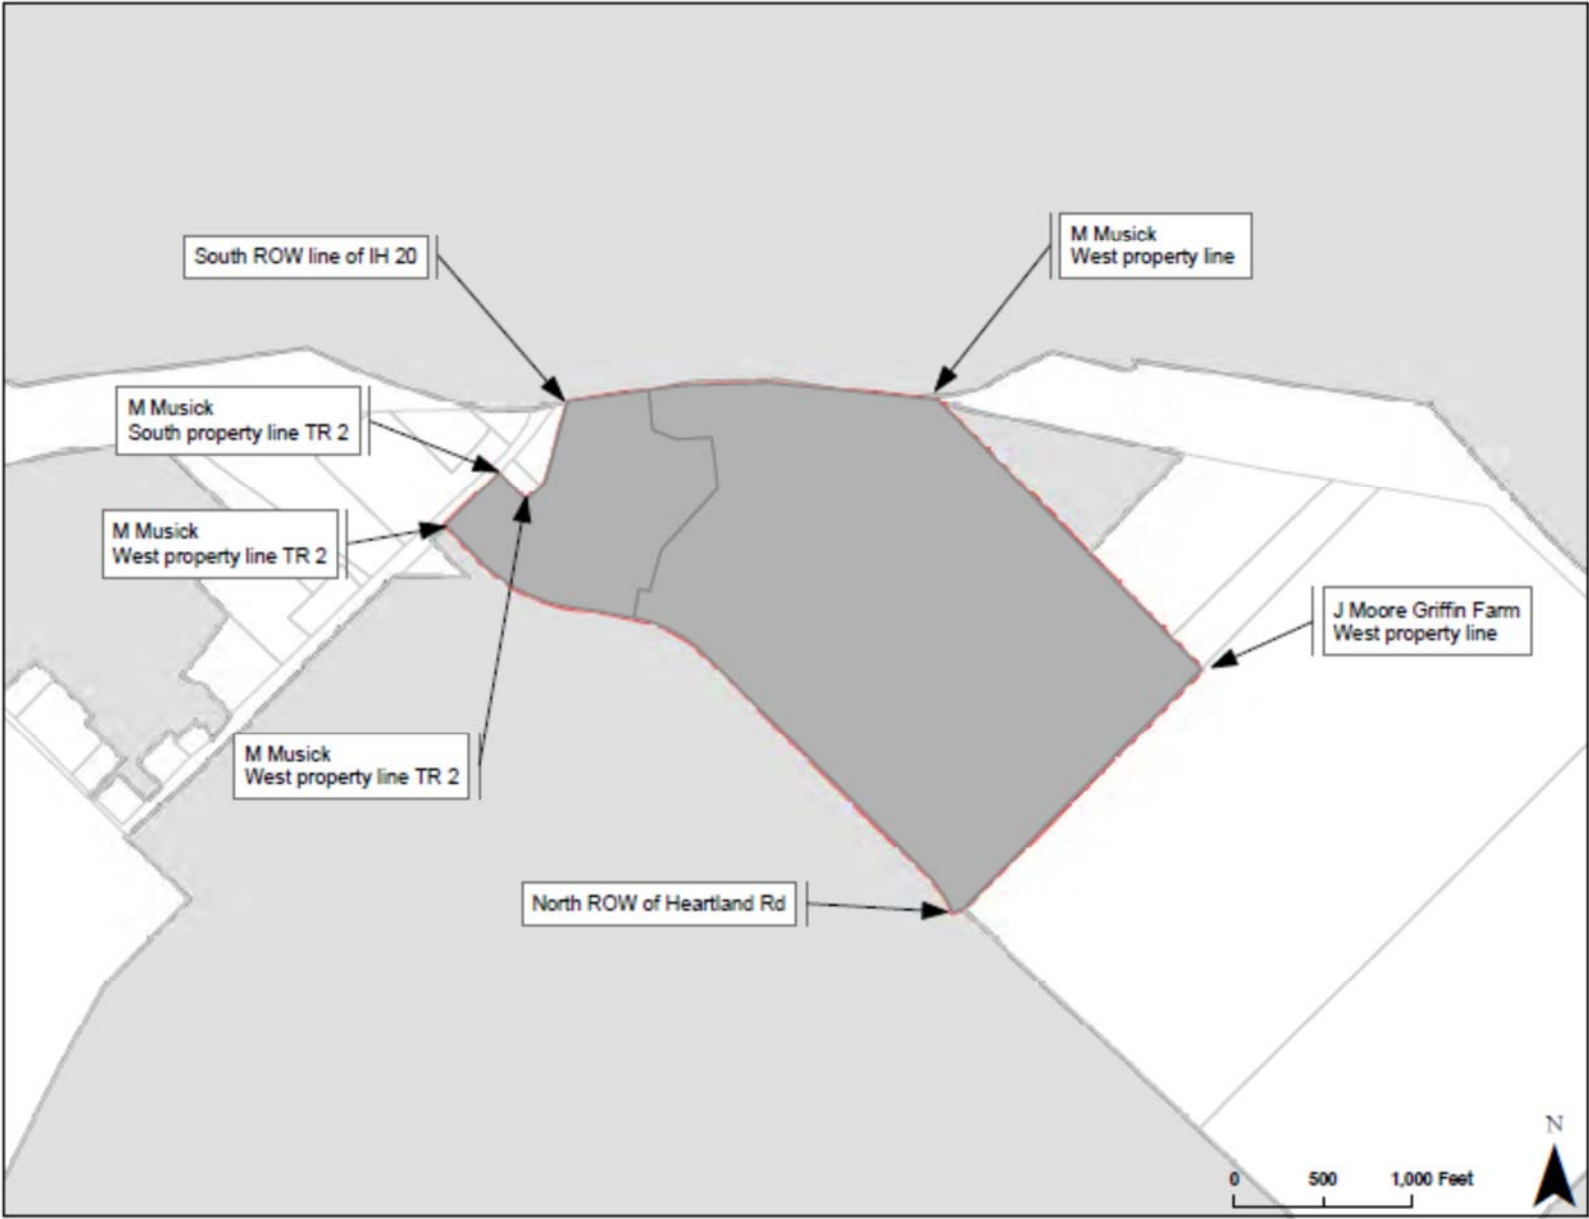 South ROW line of IH 20
M Musick
West property line
M Musick
South property line TR 2
M Musick
West property line TR 2
J Moore Griffin Farm
West property line
M Musick
West property line TR 2
North ROW of Heartland Rd
N
0 500 1,000 Feet